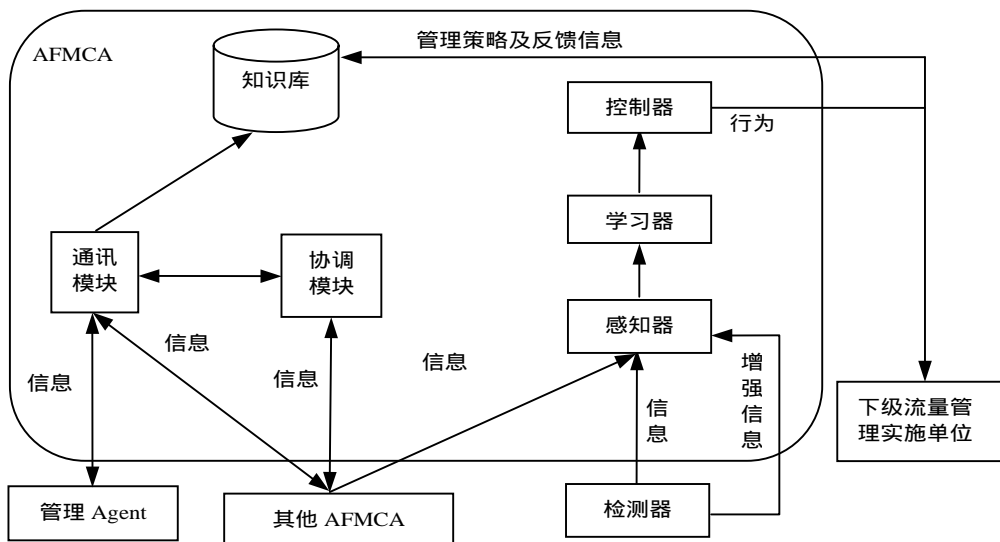 管理策略及反馈信息
AFMCA
知识库
控制器
行为
学习器
通讯
模块
协调
模块
感知器
信息
信息
信息
信息
信息
增强信息
下级流量管
理实施单位
管理 Agent
其他 AFMCA
检测器